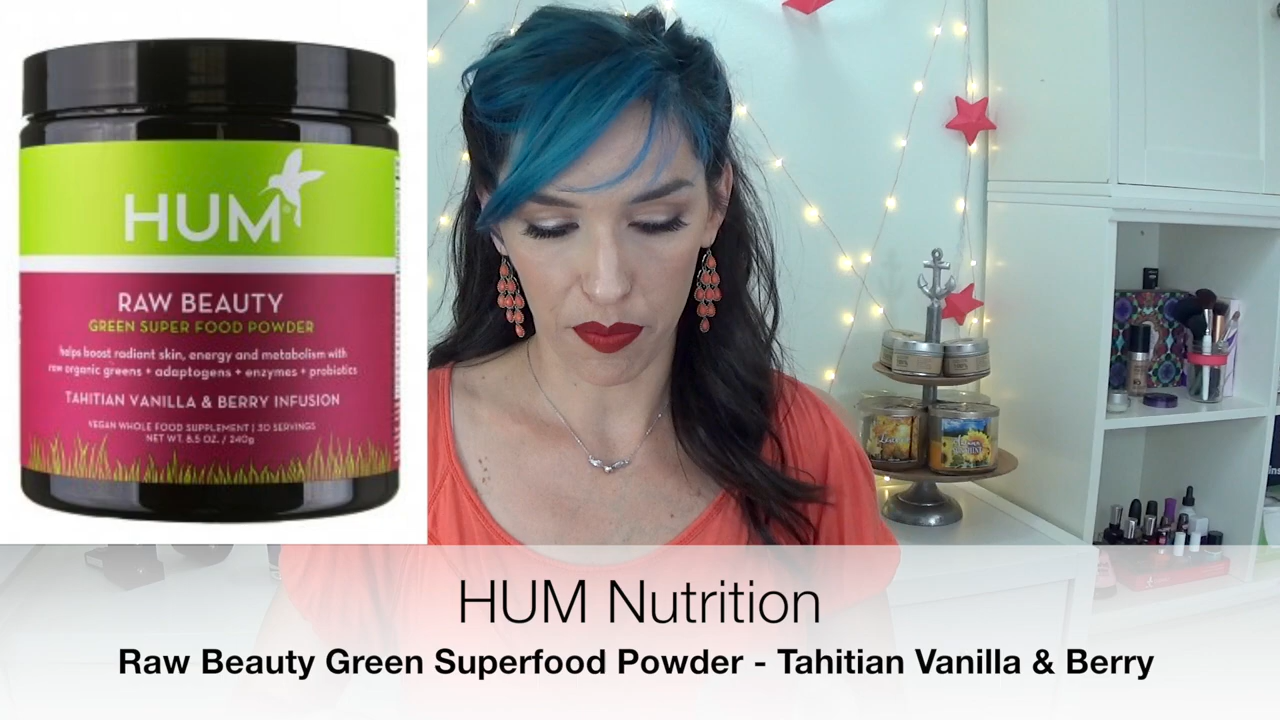 HUM
RAW BEAUTY
GREEN SUPER FOOD POWDER
helps boost radiant skin, energy and metabolism with
raw organic greens + adaptogens + enzymes + probiotics
TAHITIAN VANILLA & BERRY INFUSION
VEGAN WHOLE FOOD SUPPLEMENT | 30 SERVINGS
NET WT. 8.5 OZ. / 240g
HUM Nutrition
Raw Beauty Green Superfood Powder - Tahitian Vanilla & Berry